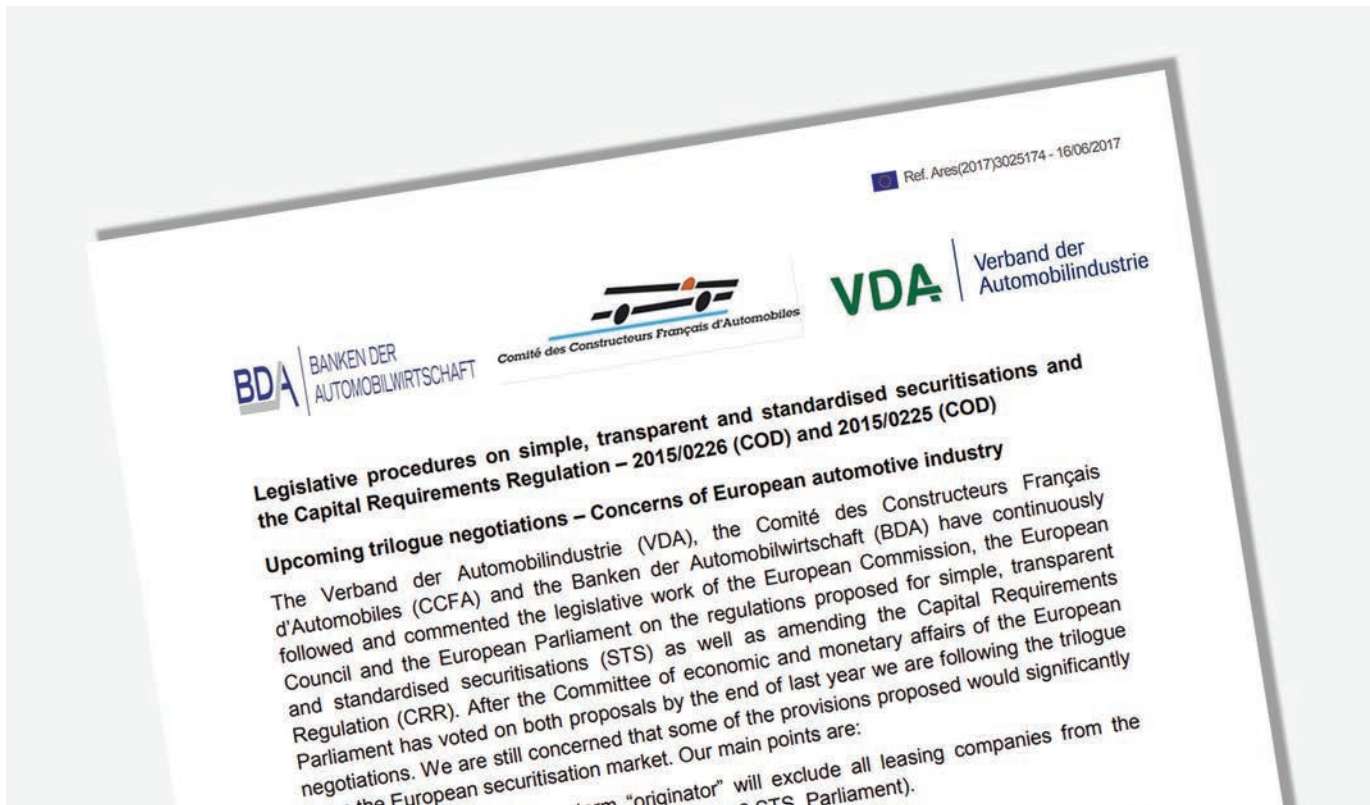 Ref. Ares(2017)3025174 - 16/06/2017
BDA BANKEN DER
AUTOMOBILWIRTSCHAFT
Comité des Constructeurs Français d'Automobiles
VDA Verband der
Automobilindustrie
Legislative procedures on simple, transparent and standardised securitisations and
the Capital Requirements Regulation – 2015/0226 (COD) and 2015/0225 (COD)
Upcoming trilogue negotiations – Concerns of European automotive industry
The Verband der Automobilindustrie (VDA), the Comité des Constructeurs Français
d'Automobiles (CCFA) and the Banken der Automobilwirtschaft (BDA) have continuously
followed and commented the legislative work of the European Commission, the European
Council and the European Parliament on the regulations proposed for simple, transparent
and standardised securitisations (STS) as well as amending the Capital Requirements
Regulation (CRR). After the Committee of economic and monetary affairs of the European
Parliament has voted on both proposals by the end of last year we are following the trilogue
negotiations. We are still concerned that some of the provisions proposed would significantly
the European securitisation market. Our main points are:
"originator" will exclude all leasing companies from the
STS, Parliament).